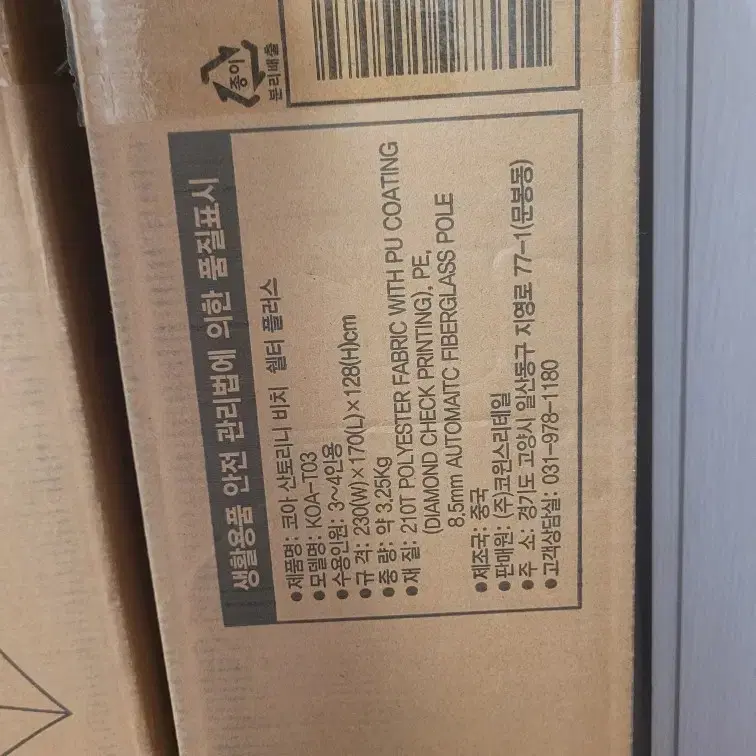 종이
분리배출
생활용품 안전 관리법에 의한 품질표시
●제품명: 코아 산토리니 비치 쉘터 플러스
●모델명: KOA-T03
●수용인원: 3~4인용
●규 격: 230(W)×170(L)×128(H)cm
●중 량: 약 3,25Kg
●재 질: 210T POLYESTER FABRIC WITH PU COATING
(DIAMOND CHECK PRINTING), PE,
8,5mm AUTOMAITC FIBERGLASS POLE
●제조국: 중국
●판매원: (주)코윈스리테일
●주 소: 경기도 고양시 일산동구 지영로 77-1(문봉동)
●고객상담실: 031-978-1180